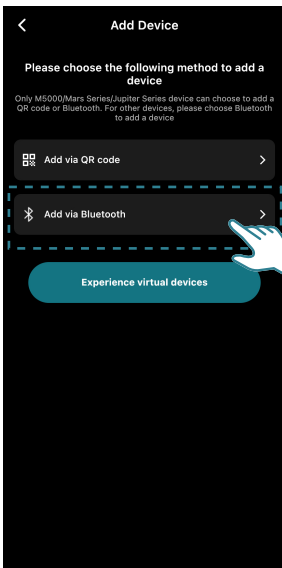 Add Device
Please choose the following method to add a
device
Only M5000/Mars Series/Jupiter Series device can choose to add a
QR code or Bluetooth. For other devices, please choose Bluetooth
to add a device
Add via QR code
Add via Bluetooth
Experience virtual devices